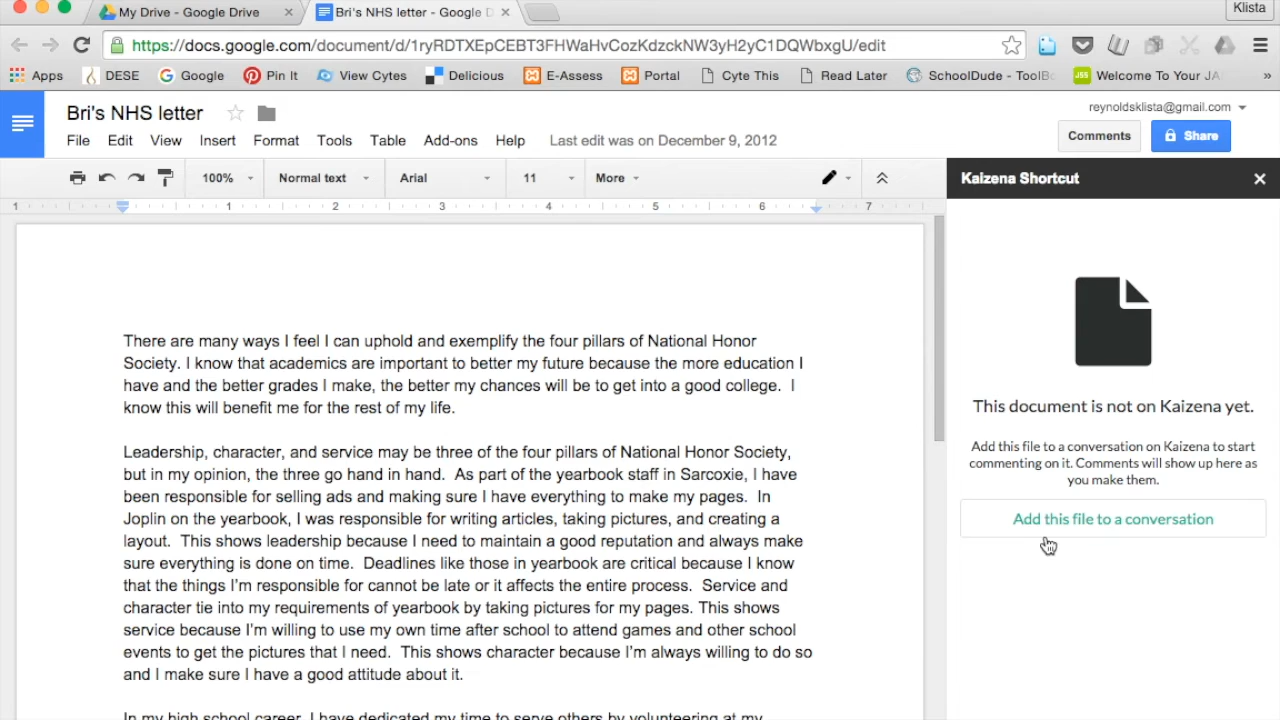 Klista
My Drive - Google Drive
Bri's NHS letter - Google D
https://docs.google.com/document/d/1ryRDTXEpCEBT3FHWaHvCozKdzckNW3yH2yC1DQWbxgU/edit
Apps DESE Google Pin It View Cytes Delicious E-Assess Portal Cyte This Read Later SchoolDude - ToolBo Welcome To Your JA »
Bri's NHS letter
reynoldsklista@gmail.com
File Edit View Insert Format Tools Table Add-ons Help Last edit was on December 9, 2012
Comments Share
100% Normal text Arial 11 More
Kaizena Shortcut
1 1 2 3 4 5 6 7
There are many ways I feel I can uphold and exemplify the four pillars of National Honor
Society. I know that academics are important to better my future because the more education I
have and the better grades I make, the better my chances will be to get into a good college.  I
know this will benefit me for the rest of my life.
Leadership, character, and service may be three of the four pillars of National Honor Society,
but in my opinion, the three go hand in hand.  As part of the yearbook staff in Sarcoxie, I have
been responsible for selling ads and making sure I have everything to make my pages.  In
Joplin on the yearbook, I was responsible for writing articles, taking pictures, and creating a
layout.  This shows leadership because I need to maintain a good reputation and always make
sure everything is done on time.  Deadlines like those in yearbook are critical because I know
that the things I'm responsible for cannot be late or it affects the entire process.  Service and
character tie into my requirements of yearbook by taking pictures for my pages. This shows
service because I'm willing to use my own time after school to attend games and other school
events to get the pictures that I need.  This shows character because I'm always willing to do so
and I make sure I have a good attitude about it.
In my high school career, I have dedicated my time to serve others by volunteering at my
This document is not on Kaizena yet.
Add this file to a conversation on Kaizena to start
commenting on it. Comments will show up here as
you make them.
Add this file to a conversation